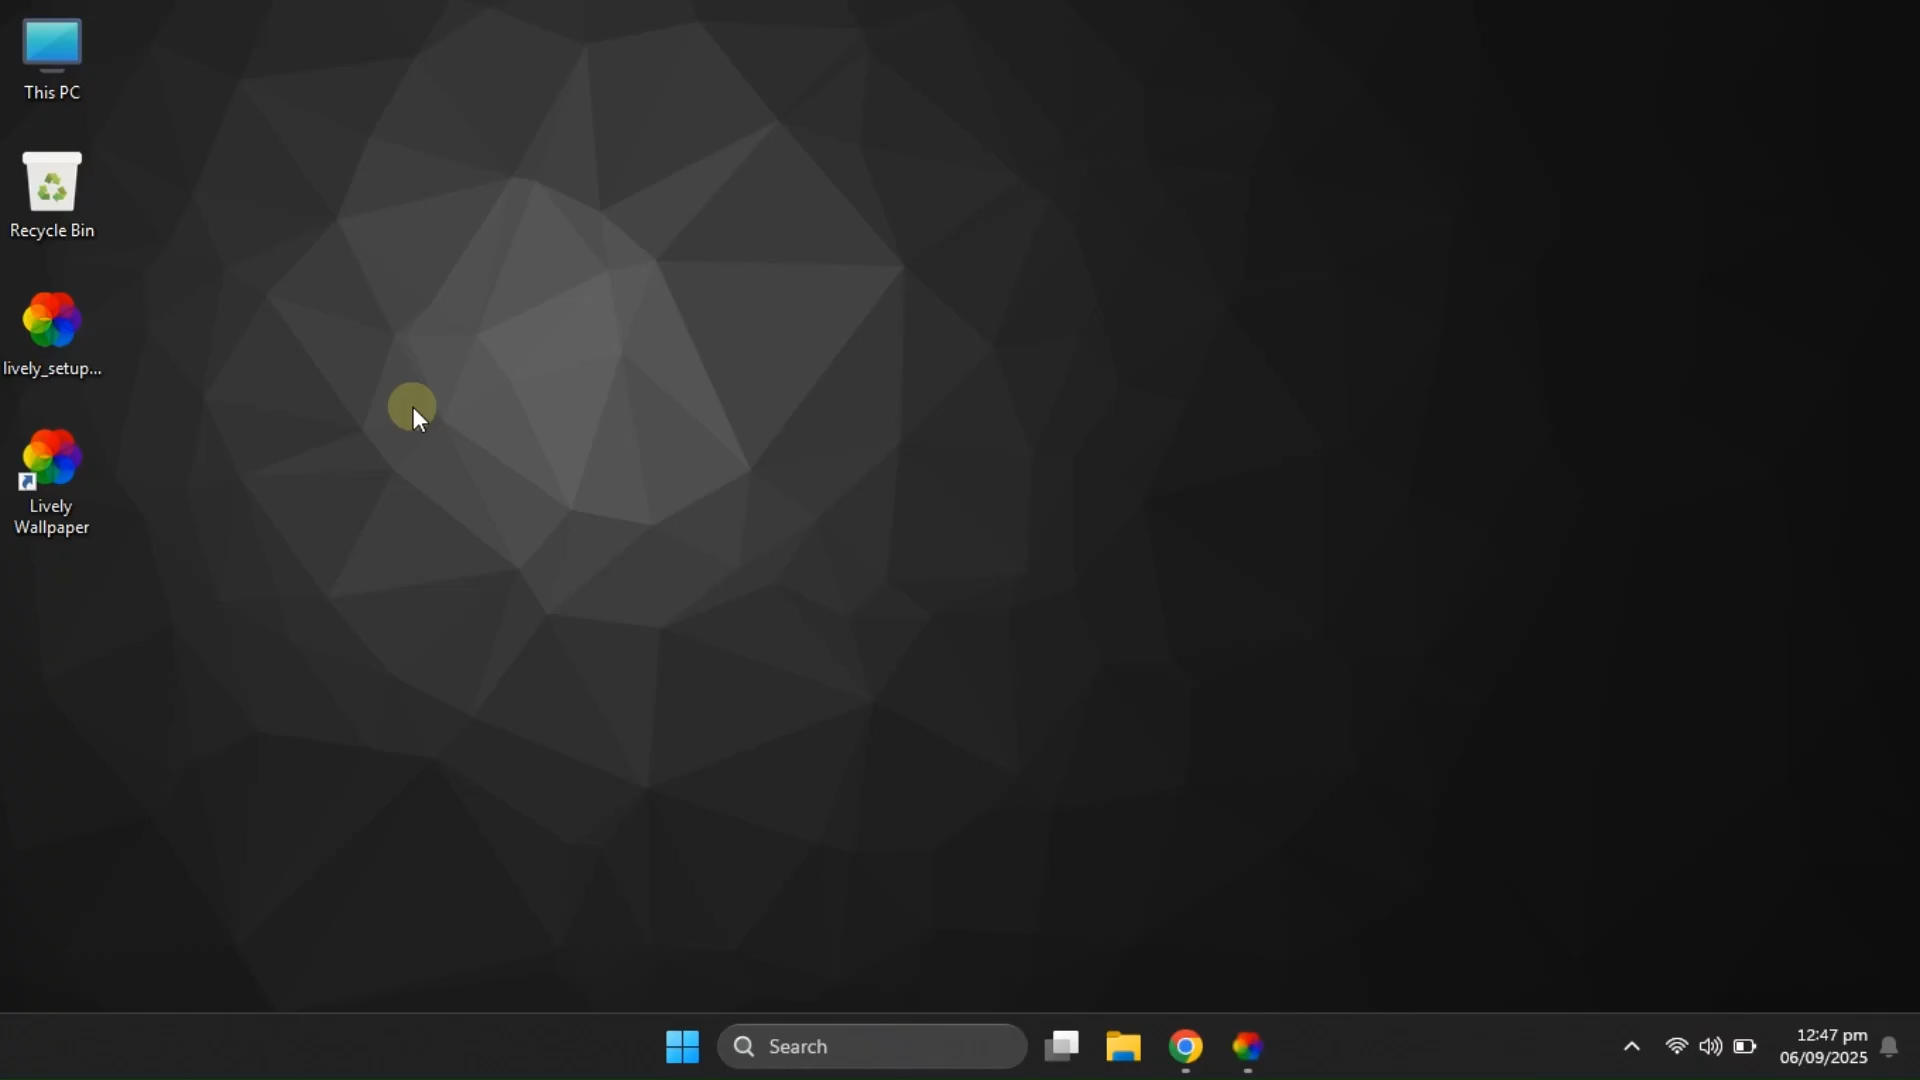 This PC
Recycle Bin
lively_setup...
Lively
Wallpaper
Search
12:47 pm
06/09/2025